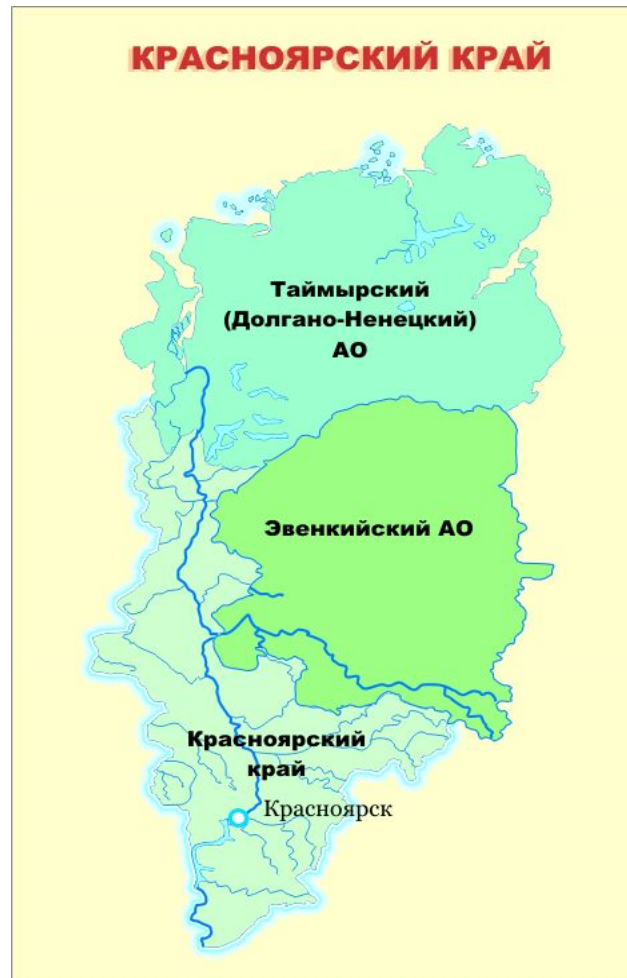 КРАСНОЯРСКИЙ КРАЙ
Таймырский
(Долгано-Ненецкий)
АО
Эвенкийский АО
Красноярский
край
Красноярск